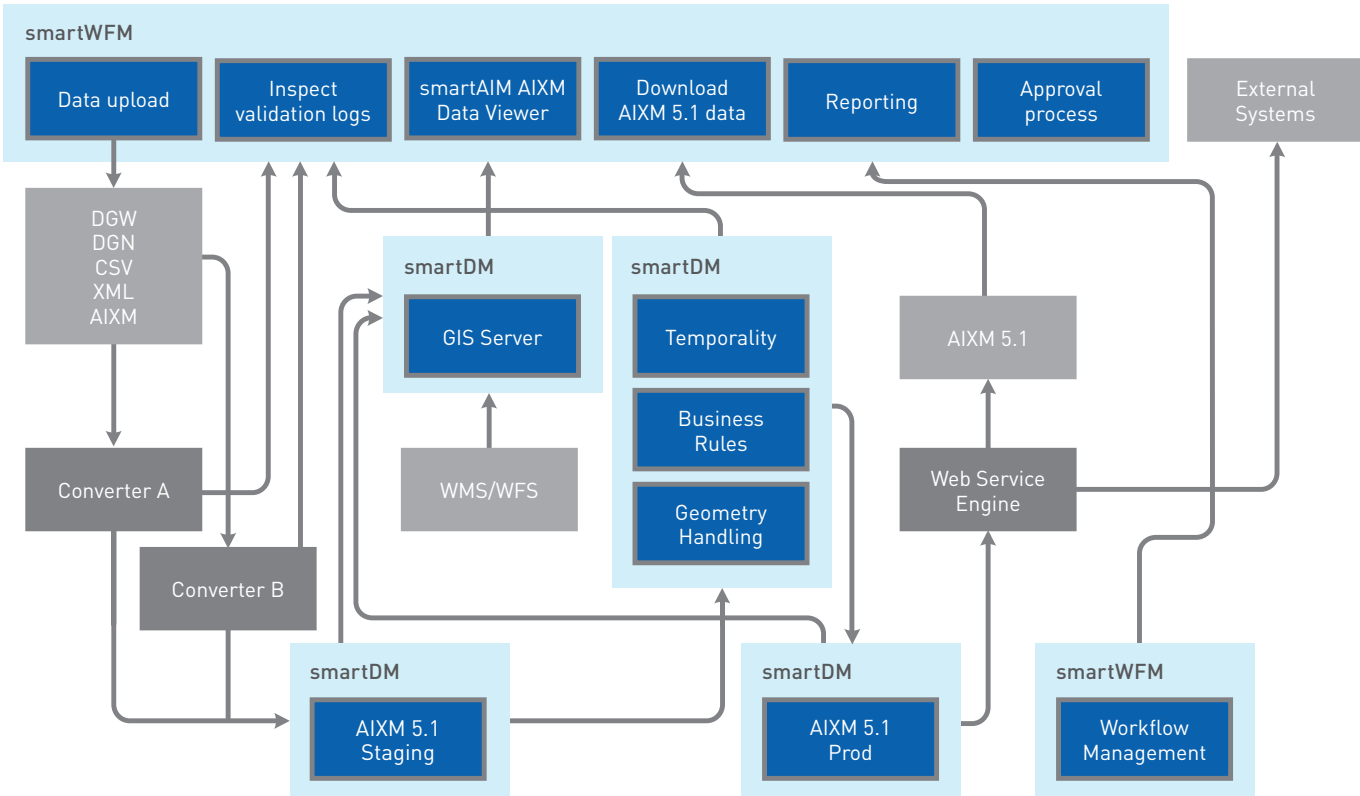 smartWFM
Data upload
Inspect
validation logs
smartAIM AIXM
Data Viewer
Download
AIXM 5.1 data
Reporting
Approval
process
External
Systems
DGW
DGN
CSV
XML
AIXM
smartDM
GIS Server
smartDM
Temporality
Business
Rules
Geometry
Handling
AIXM 5.1
Converter A
WMS/WFS
Web Service
Engine
Converter B
smartDM
AIXM 5.1
Staging
smartDM
AIXM 5.1
Prod
smartWFM
Workflow
Management